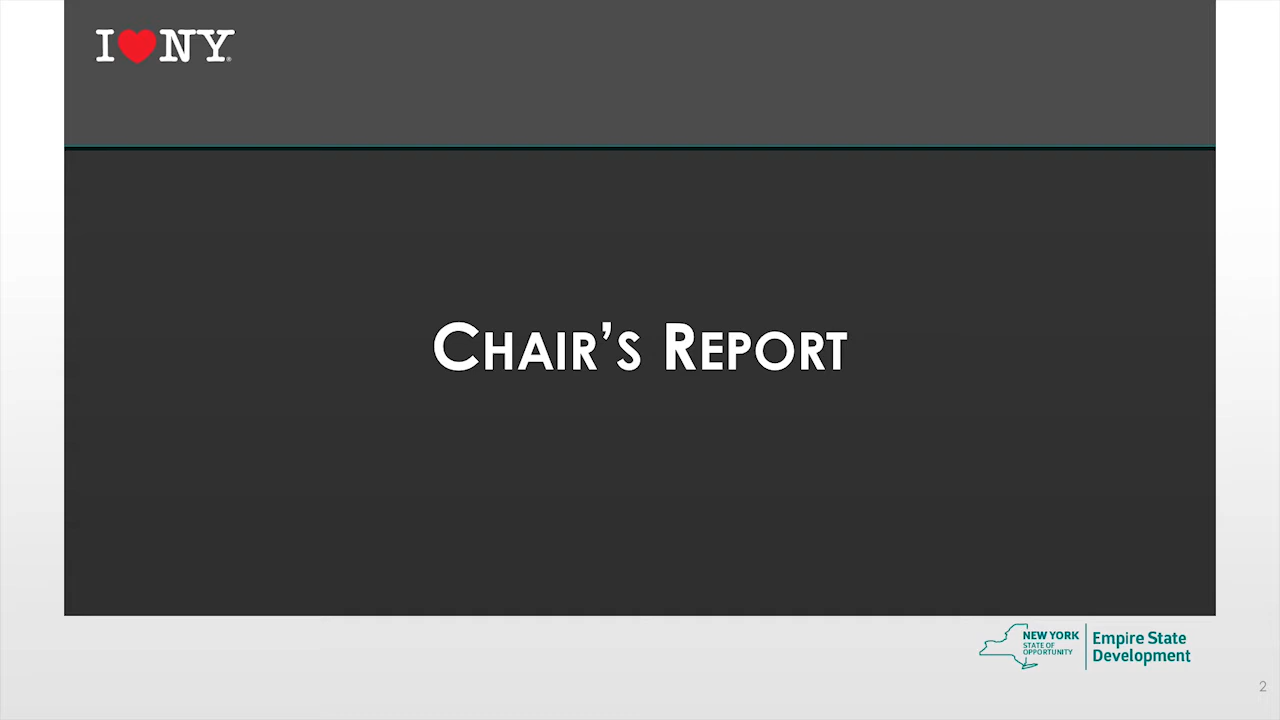 I NY®
CHAIR’S REPORT
NEW YORK
STATE OF
OPPORTUNITY
Empire State
Development
2